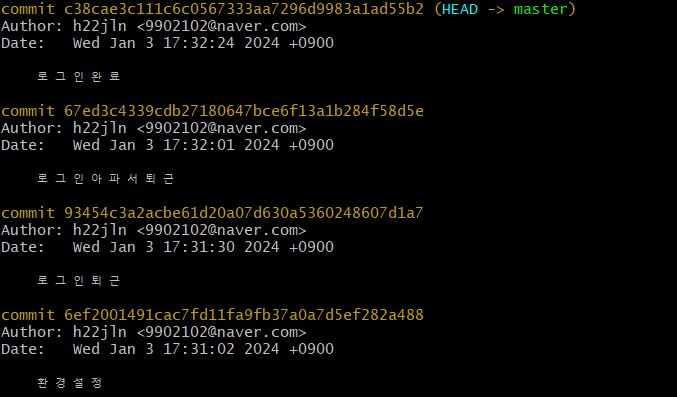 commit c38cae3c111c6c0567333aa7296d9983a1ad55b2 (HEAD -> master)
Author: h22jln <9902102@naver.com>
Date:   Wed Jan 3 17:32:24 2024 +0900
로그인완료
commit 67ed3c4339cdb27180647bce6f13a1b284f58d5e
Author: h22jln <9902102@naver.com>
Date:   Wed Jan 3 17:32:01 2024 +0900
로그인아파서퇴근
commit 93454c3a2acbe61d20a07d630a5360248607d1a7
Author: h22jln <9902102@naver.com>
Date:   Wed Jan 3 17:31:30 2024 +0900
로그인퇴근
commit 6ef2001491cac7fd11fa9fb37a0a7d5ef282a488
Author: h22jln <9902102@naver.com>
Date:   Wed Jan 3 17:31:02 2024 +0900
환경설정